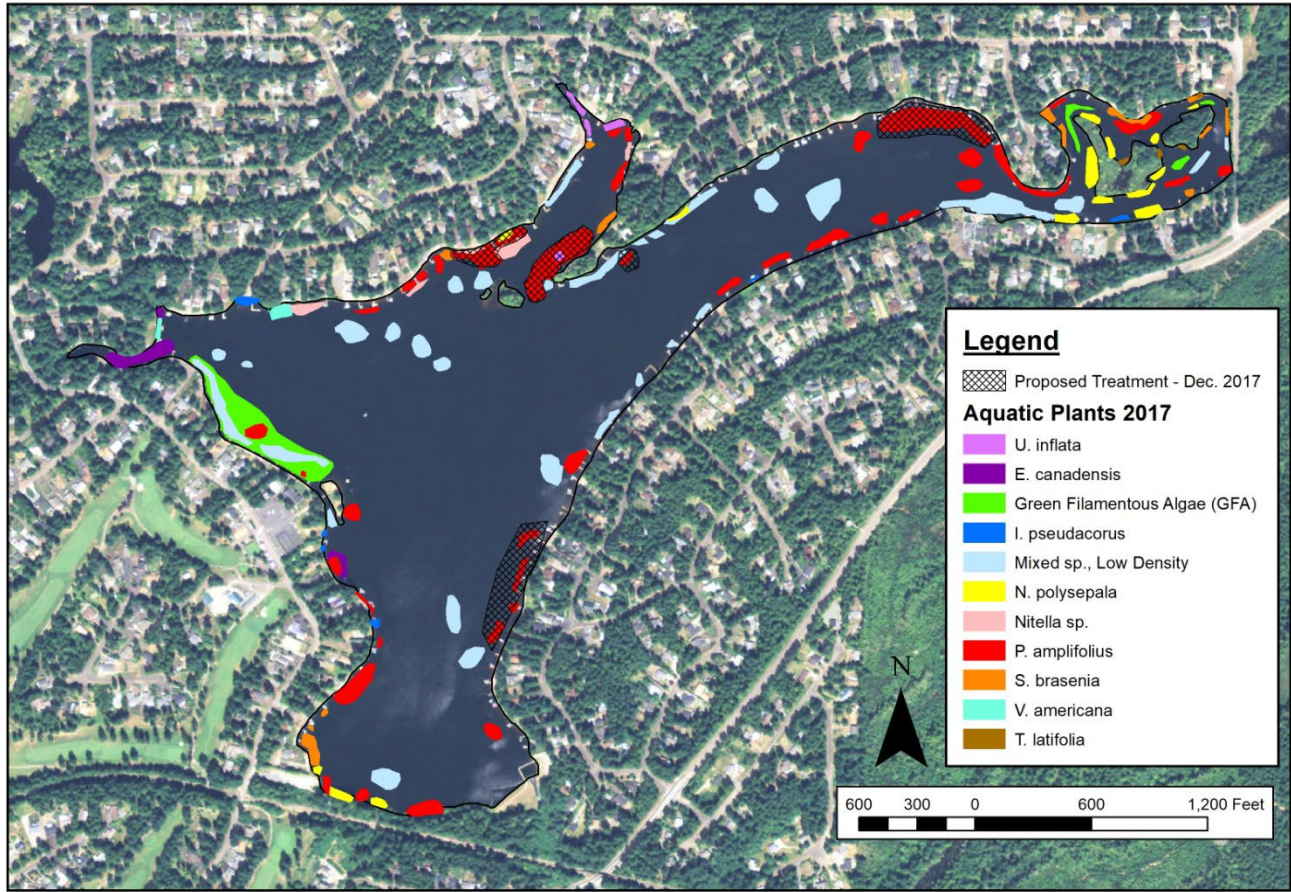 Legend
Proposed Treatment - Dec. 2017
Aquatic Plants 2017
U. inflata
E. canadensis
Green Filamentous Algae (GFA)
I. pseudacorus
Mixed sp., Low Density
N. polysepala
Nitella sp.
P. amplifolius
S. brasenia
V. americana
T. latifolia
N
600 300 0 600 1,200 Feet